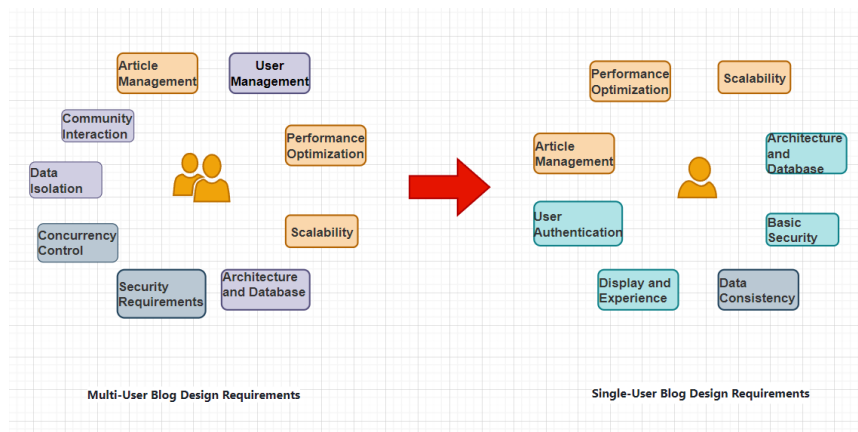 Article
Management
User
Management
Community
Interaction
Performance
Optimization
Data
Isolation
Concurrency
Control
Scalability
Security
Requirements
Architecture
and Database
Multi-User Blog Design Requirements
Performance
Optimization
Scalability
Article
Management
Architecture
and
Database
User
Authentication
Basic
Security
Display and
Experience
Data
Consistency
Single-User Blog Design Requirements